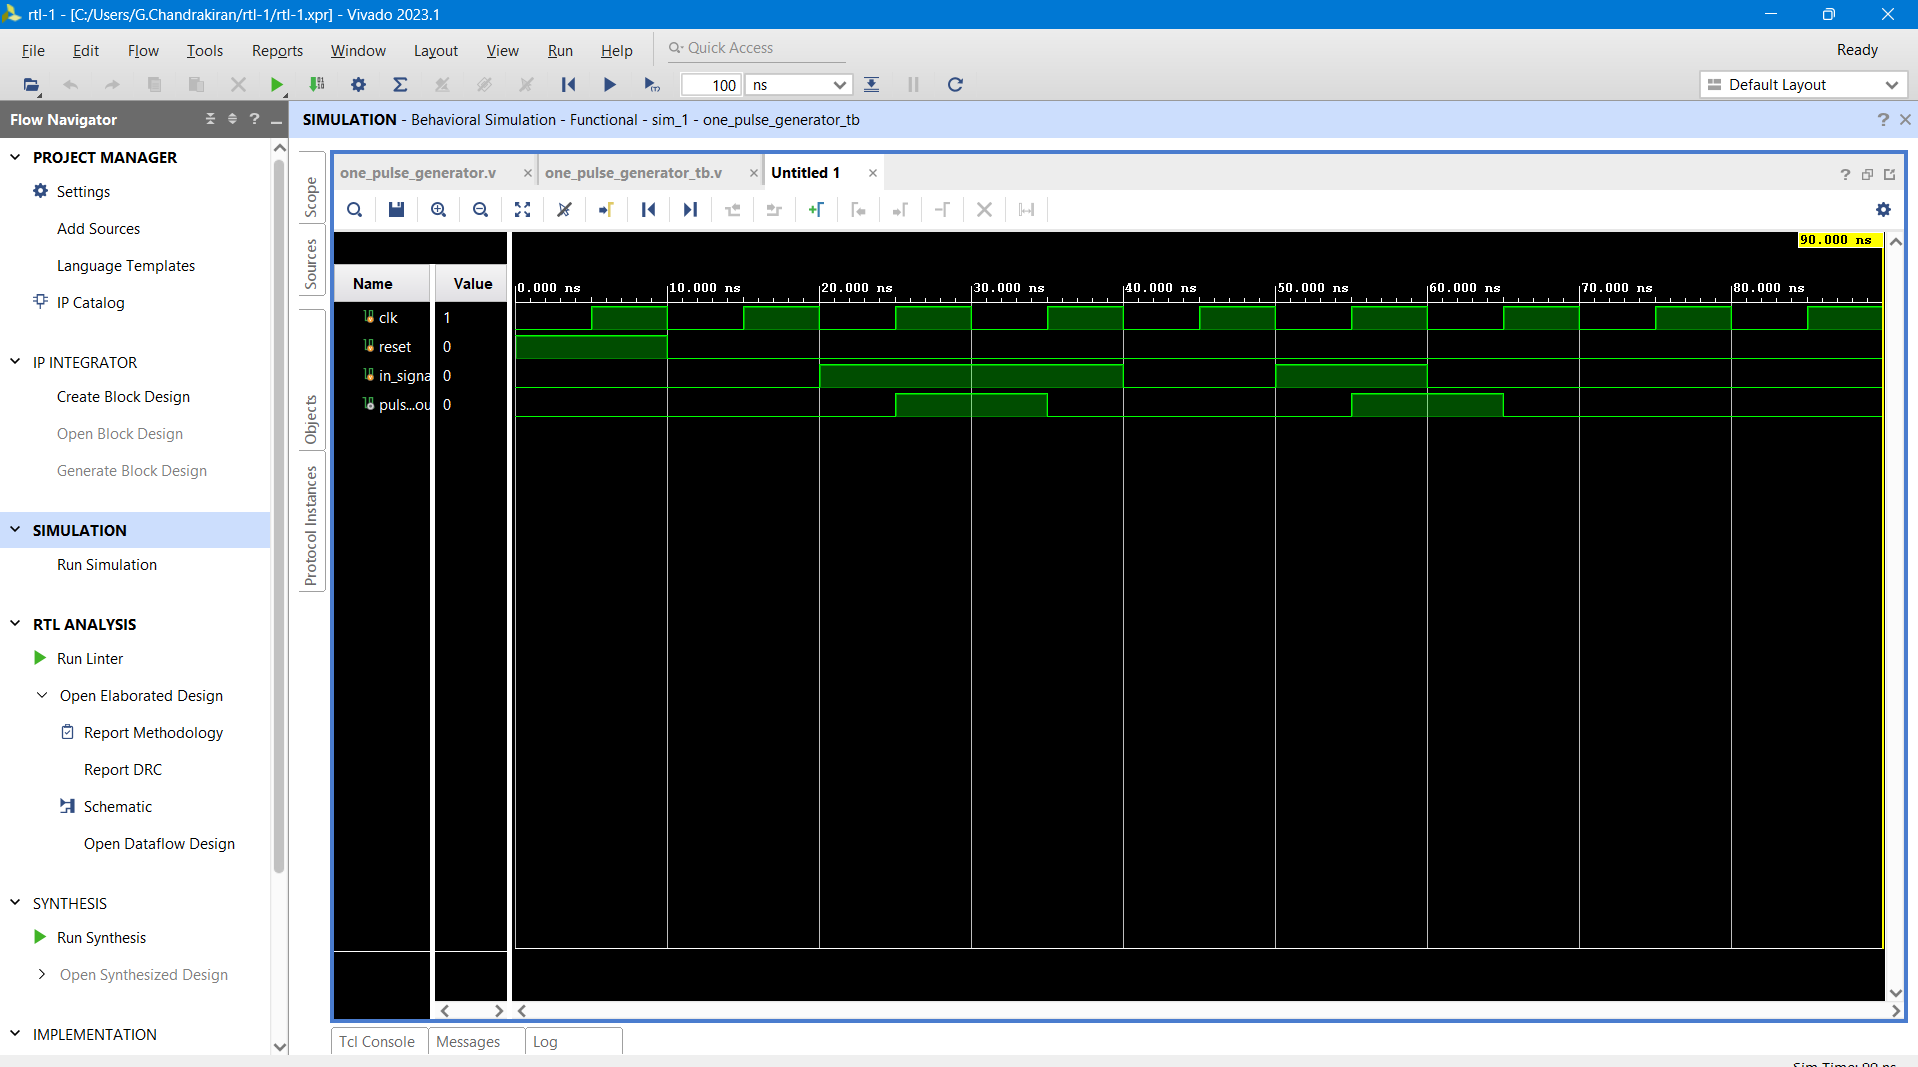 rtl-1 - [C:/Users/G.Chandrakiran/rtl-1/rtl-1.xpr] - Vivado 2023.1
File Edit Flow Tools Reports Window Layout View Run Help Quick Access Ready
100 ns Default Layout
Flow Navigator
SIMULATION - Behavioral Simulation - Functional - sim_1 - one_pulse_generator_tb
PROJECT MANAGER
Settings
Add Sources
Language Templates
IP Catalog
IP INTEGRATOR
Create Block Design
Open Block Design
Generate Block Design
SIMULATION
Run Simulation
RTL ANALYSIS
Run Linter
Open Elaborated Design
Report Methodology
Report DRC
Schematic
Open Dataflow Design
SYNTHESIS
Run Synthesis
Open Synthesized Design
IMPLEMENTATION
Scope
Sources
Objects
Protocol Instances
one_pulse_generator.v one_pulse_generator_tb.v Untitled 1
90.000 ns
Name Value
0.000 ns 10.000 ns 20.000 ns 30.000 ns 40.000 ns 50.000 ns 60.000 ns 70.000 ns 80.000 ns
clk 1
reset 0
in_signa 0
puls...ou 0
Tcl Console Messages Log
Sim Time: 90 ns